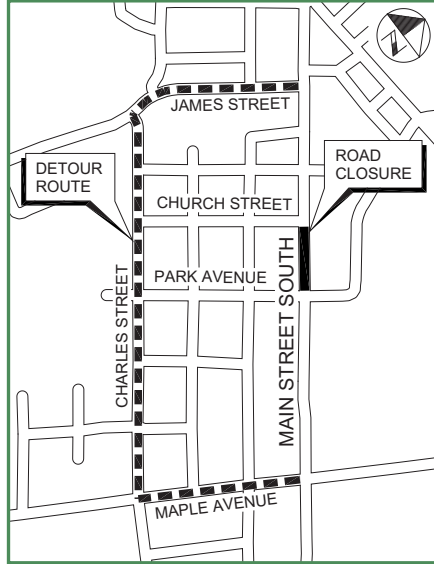 JAMES STREET
DETOUR
ROUTE
ROAD
CLOSURE
CHURCH STREET
PARK AVENUE
CHARLES STREET
MAIN STREET SOUTH
MAPLE AVENUE